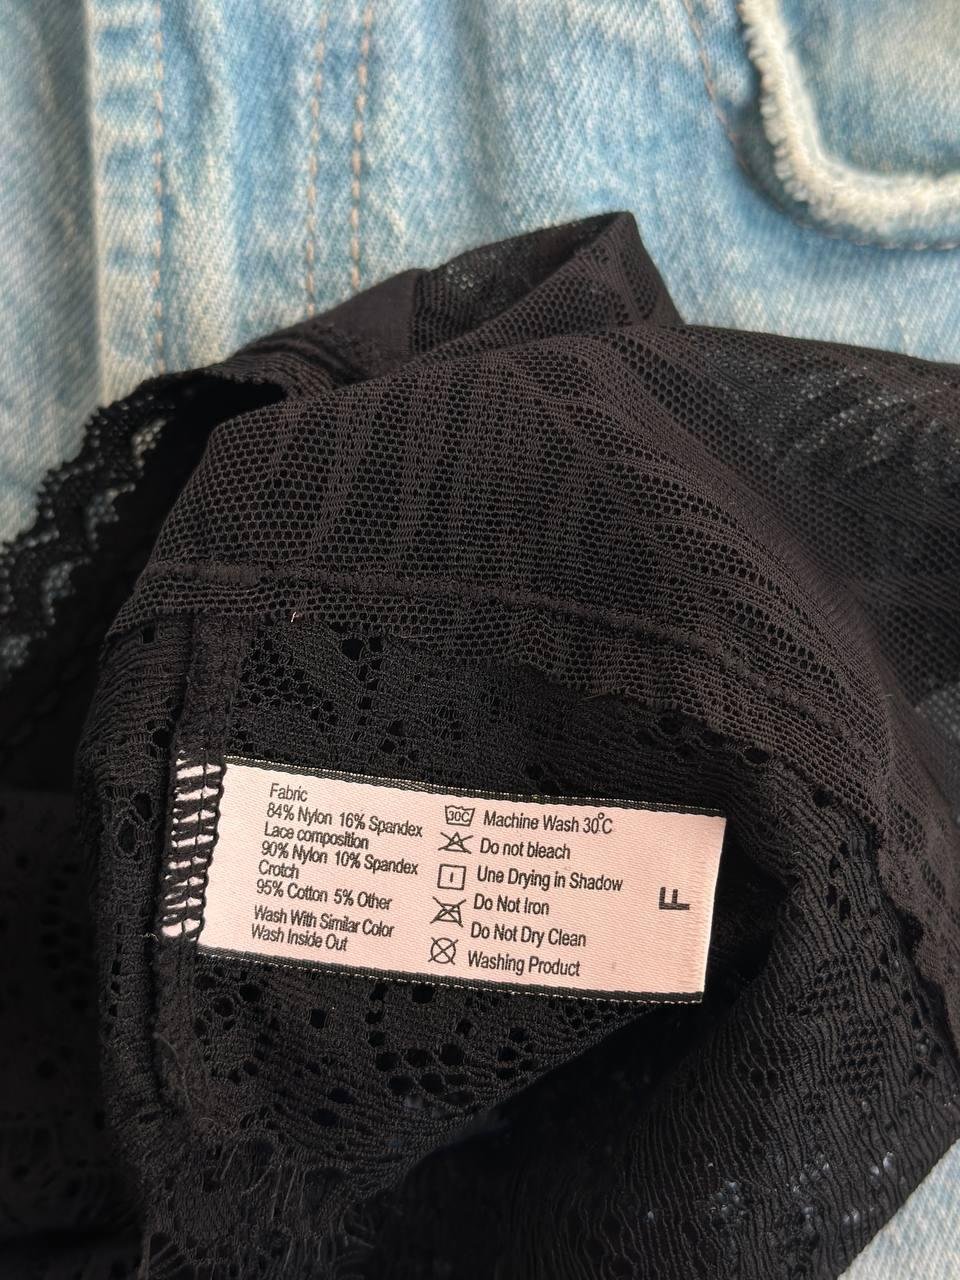 Fabric
84% Nylon 16% Spandex
Lace composition
90% Nylon 10% Spandex
Crotch
95% Cotton 5% Other
Wash With Similar Color
Wash Inside Out
30C Machine Wash 30°C
Do not bleach
Une Drying in Shadow
Do Not Iron
Do Not Dry Clean
Washing Product
F